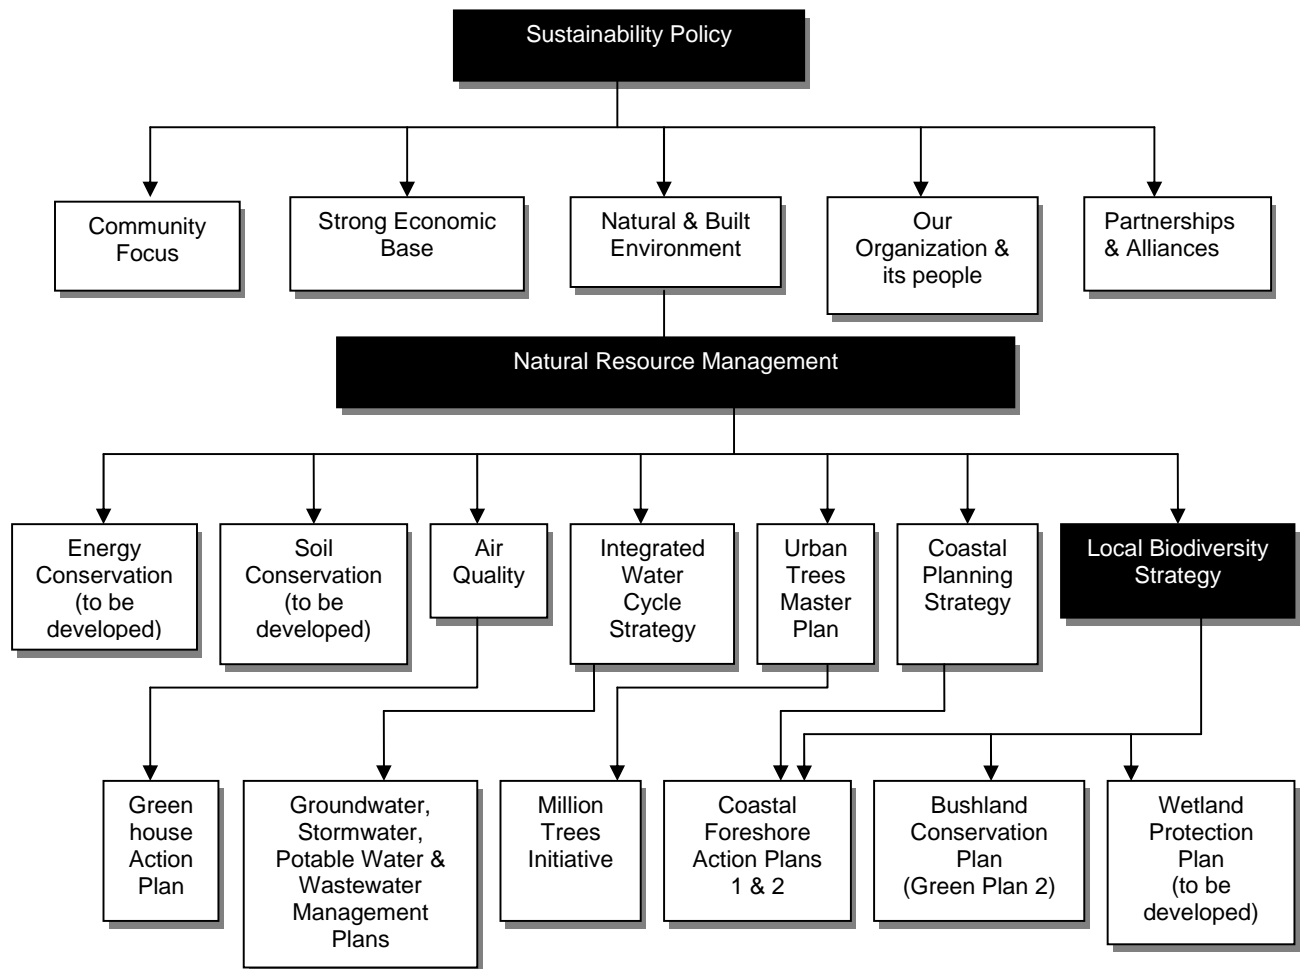 Sustainability Policy
Community
Focus
Strong Economic
Base
Natural & Built
Environment
Our
Organization &
its people
Partnerships
& Alliances
Natural Resource Management
Energy
Conservation
(to be
developed)
Soil
Conservation
(to be
developed)
Air
Quality
Integrated
Water
Cycle
Strategy
Urban
Trees
Master
Plan
Coastal
Planning
Strategy
Local Biodiversity
Strategy
Green
house
Action
Plan
Groundwater,
Stormwater,
Potable Water &
Wastewater
Management
Plans
Million
Trees
Initiative
Coastal
Foreshore
Action Plans
1 & 2
Bushland
Conservation
Plan
(Green Plan 2)
Wetland
Protection
Plan
(to be
developed)